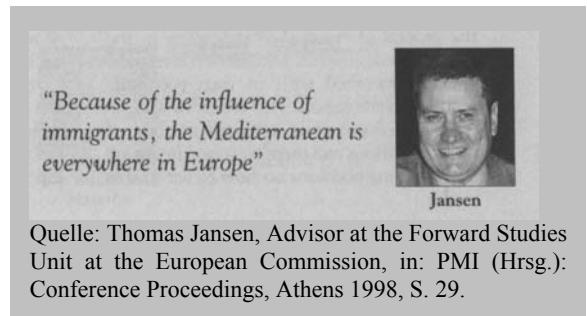 “Because of the influence of
immigrants, the Mediterranean is
everywhere in Europe”
Jansen
Quelle: Thomas Jansen, Advisor at the Forward Studies
Unit at the European Commission, in: PMI (Hrsg.):
Conference Proceedings, Athens 1998, S. 29.